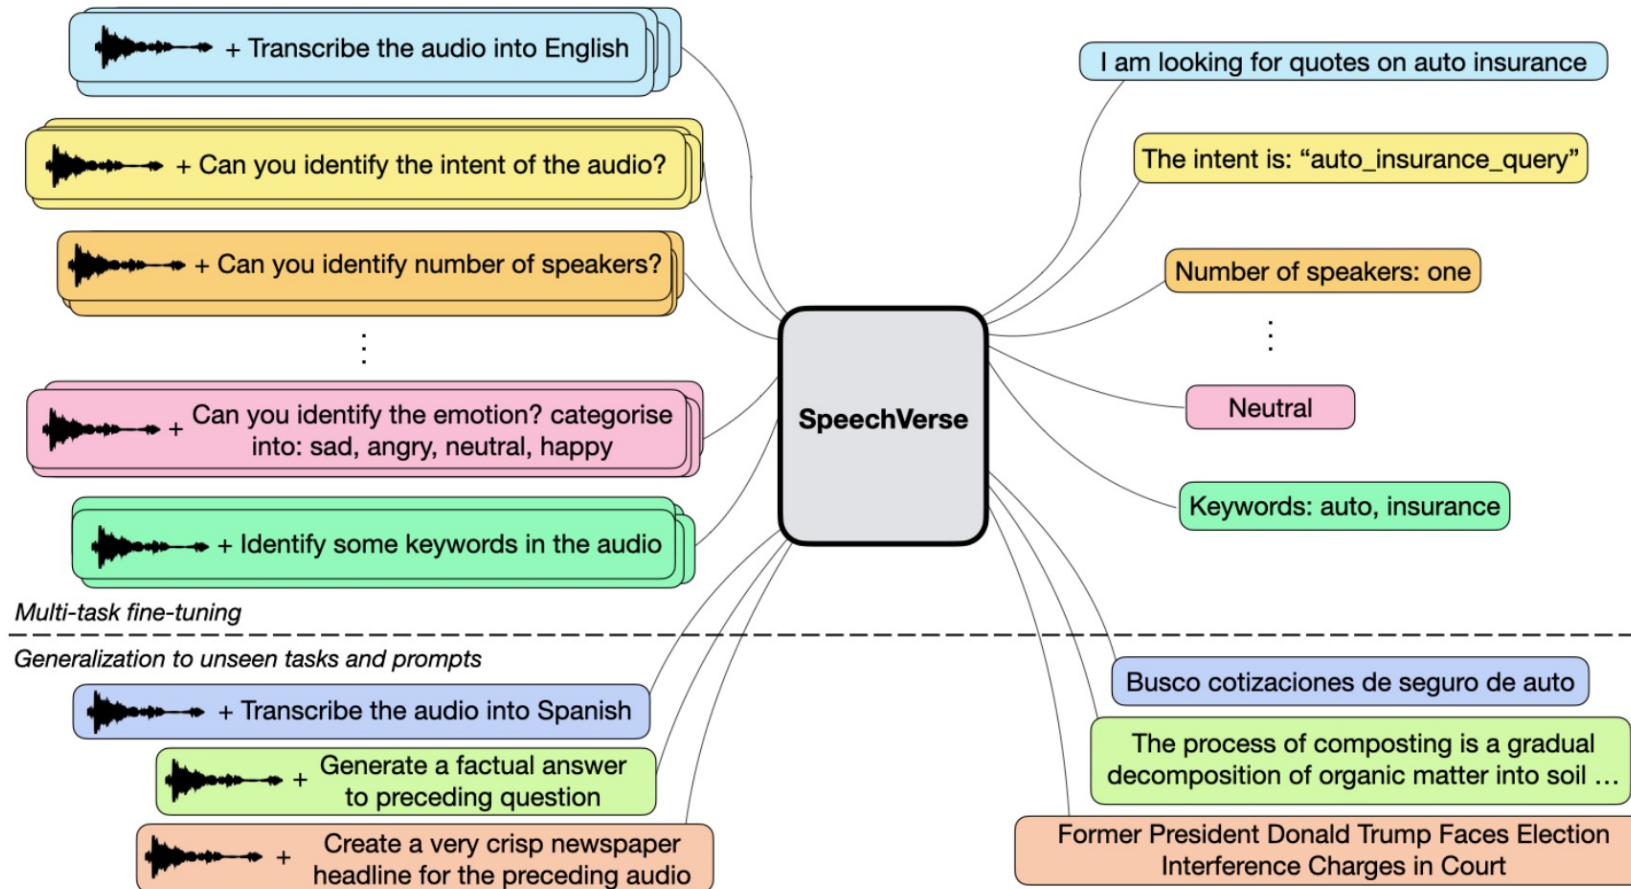 + Transcribe the audio into English
+ Can you identify the intent of the audio?
+ Can you identify number of speakers?
⋮
+ Can you identify the emotion? categorise
into: sad, angry, neutral, happy
+ Identify some keywords in the audio
Multi-task fine-tuning
Generalization to unseen tasks and prompts
+ Transcribe the audio into Spanish
+ Generate a factual answer
to preceding question
+ Create a very crisp newspaper
headline for the preceding audio
SpeechVerse
I am looking for quotes on auto insurance
The intent is: “auto_insurance_query”
Number of speakers: one
⋮
Neutral
Keywords: auto, insurance
Busco cotizaciones de seguro de auto
The process of composting is a gradual
decomposition of organic matter into soil ...
Former President Donald Trump Faces Election
Interference Charges in Court